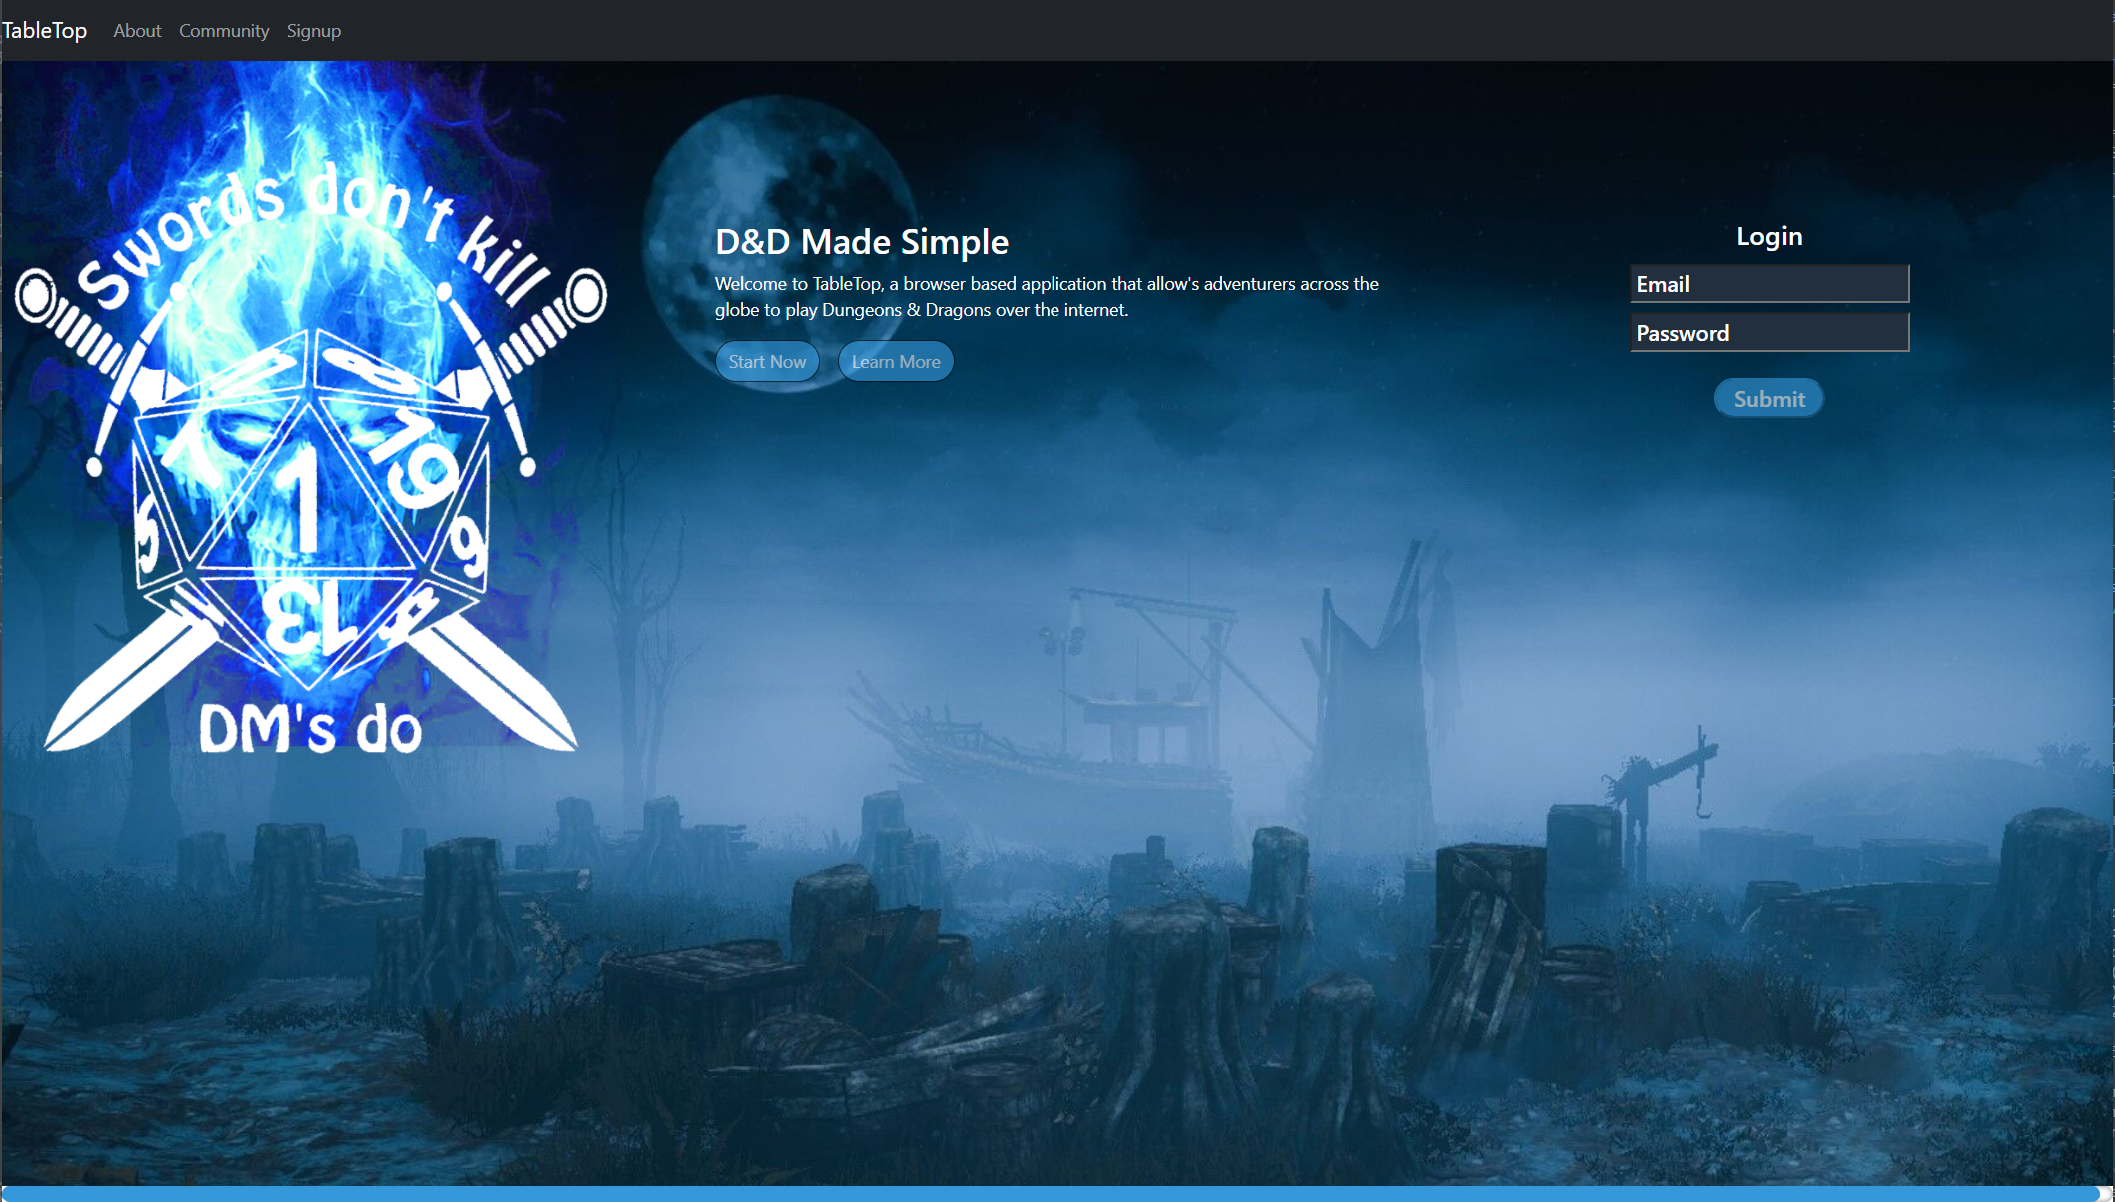 TableTop About Community Signup
Swords don't kill
8
8
7
1
19
5
9
13
DM's do
D&D Made Simple
Welcome to TableTop, a browser based application that allow's adventurers across the
globe to play Dungeons & Dragons over the internet.
Start Now Learn More
Login
Email
Password
Submit